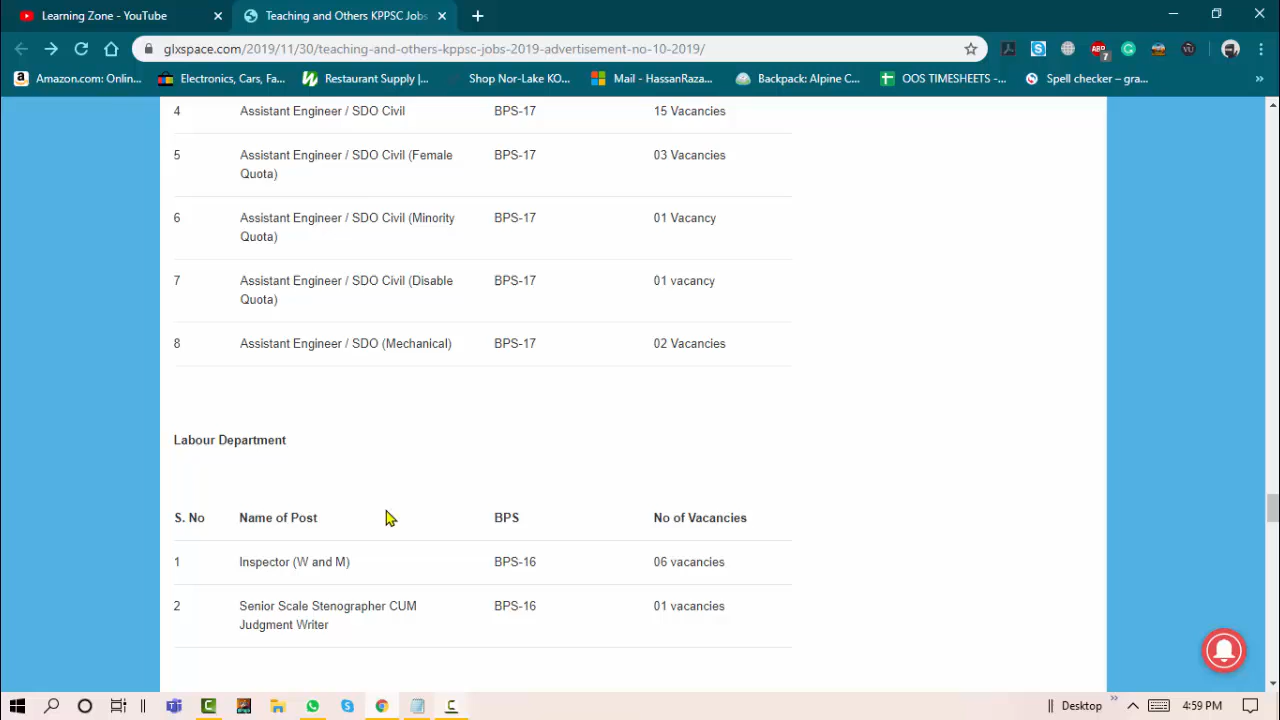 Learning Zone - YouTube
Teaching and Others KPPSC Jobs
glxspace.com/2019/11/30/teaching-and-others-kppsc-jobs-2019-advertisement-no-10-2019/
ABP
7
Amazon.com: Onlin...
Electronics, Cars, Fa...
Restaurant Supply |...
Shop Nor-Lake KO...
Mail - HassanRaza...
Backpack: Alpine C...
OOS TIMESHEETS -...
Spell checker – gra...
»
4 Assistant Engineer / SDO Civil BPS-17 15 Vacancies
5 Assistant Engineer / SDO Civil (Female BPS-17 03 Vacancies
Quota)
6 Assistant Engineer / SDO Civil (Minority BPS-17 01 Vacancy
Quota)
7 Assistant Engineer / SDO Civil (Disable BPS-17 01 vacancy
Quota)
8 Assistant Engineer / SDO (Mechanical) BPS-17 02 Vacancies
Labour Department
S. No Name of Post BPS No of Vacancies
1 Inspector (W and M) BPS-16 06 vacancies
2 Senior Scale Stenographer CUM BPS-16 01 vacancies
Judgment Writer
Desktop
»
4:59 PM